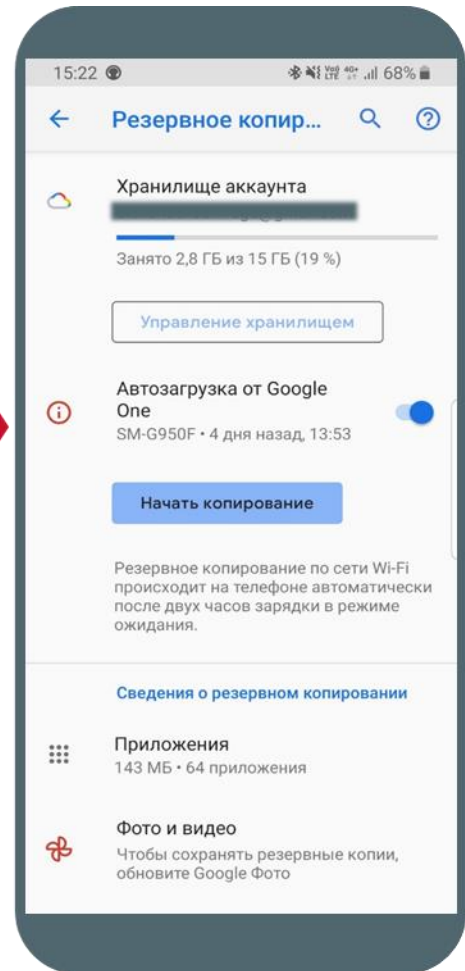 15:22 68%
Резервное копир...
Хранилище аккаунта
Занято 2,8 ГБ из 15 ГБ (19 %)
Управление хранилищем
Автозагрузка от Google
One
SM-G950F • 4 дня назад, 13:53
Начать копирование
Резервное копирование по сети Wi-Fi
происходит на телефоне автоматически
после двух часов зарядки в режиме
ожидания.
Сведения о резервном копировании
Приложения
143 МБ • 64 приложения
Фото и видео
Чтобы сохранять резервные копии,
обновите Google Фото